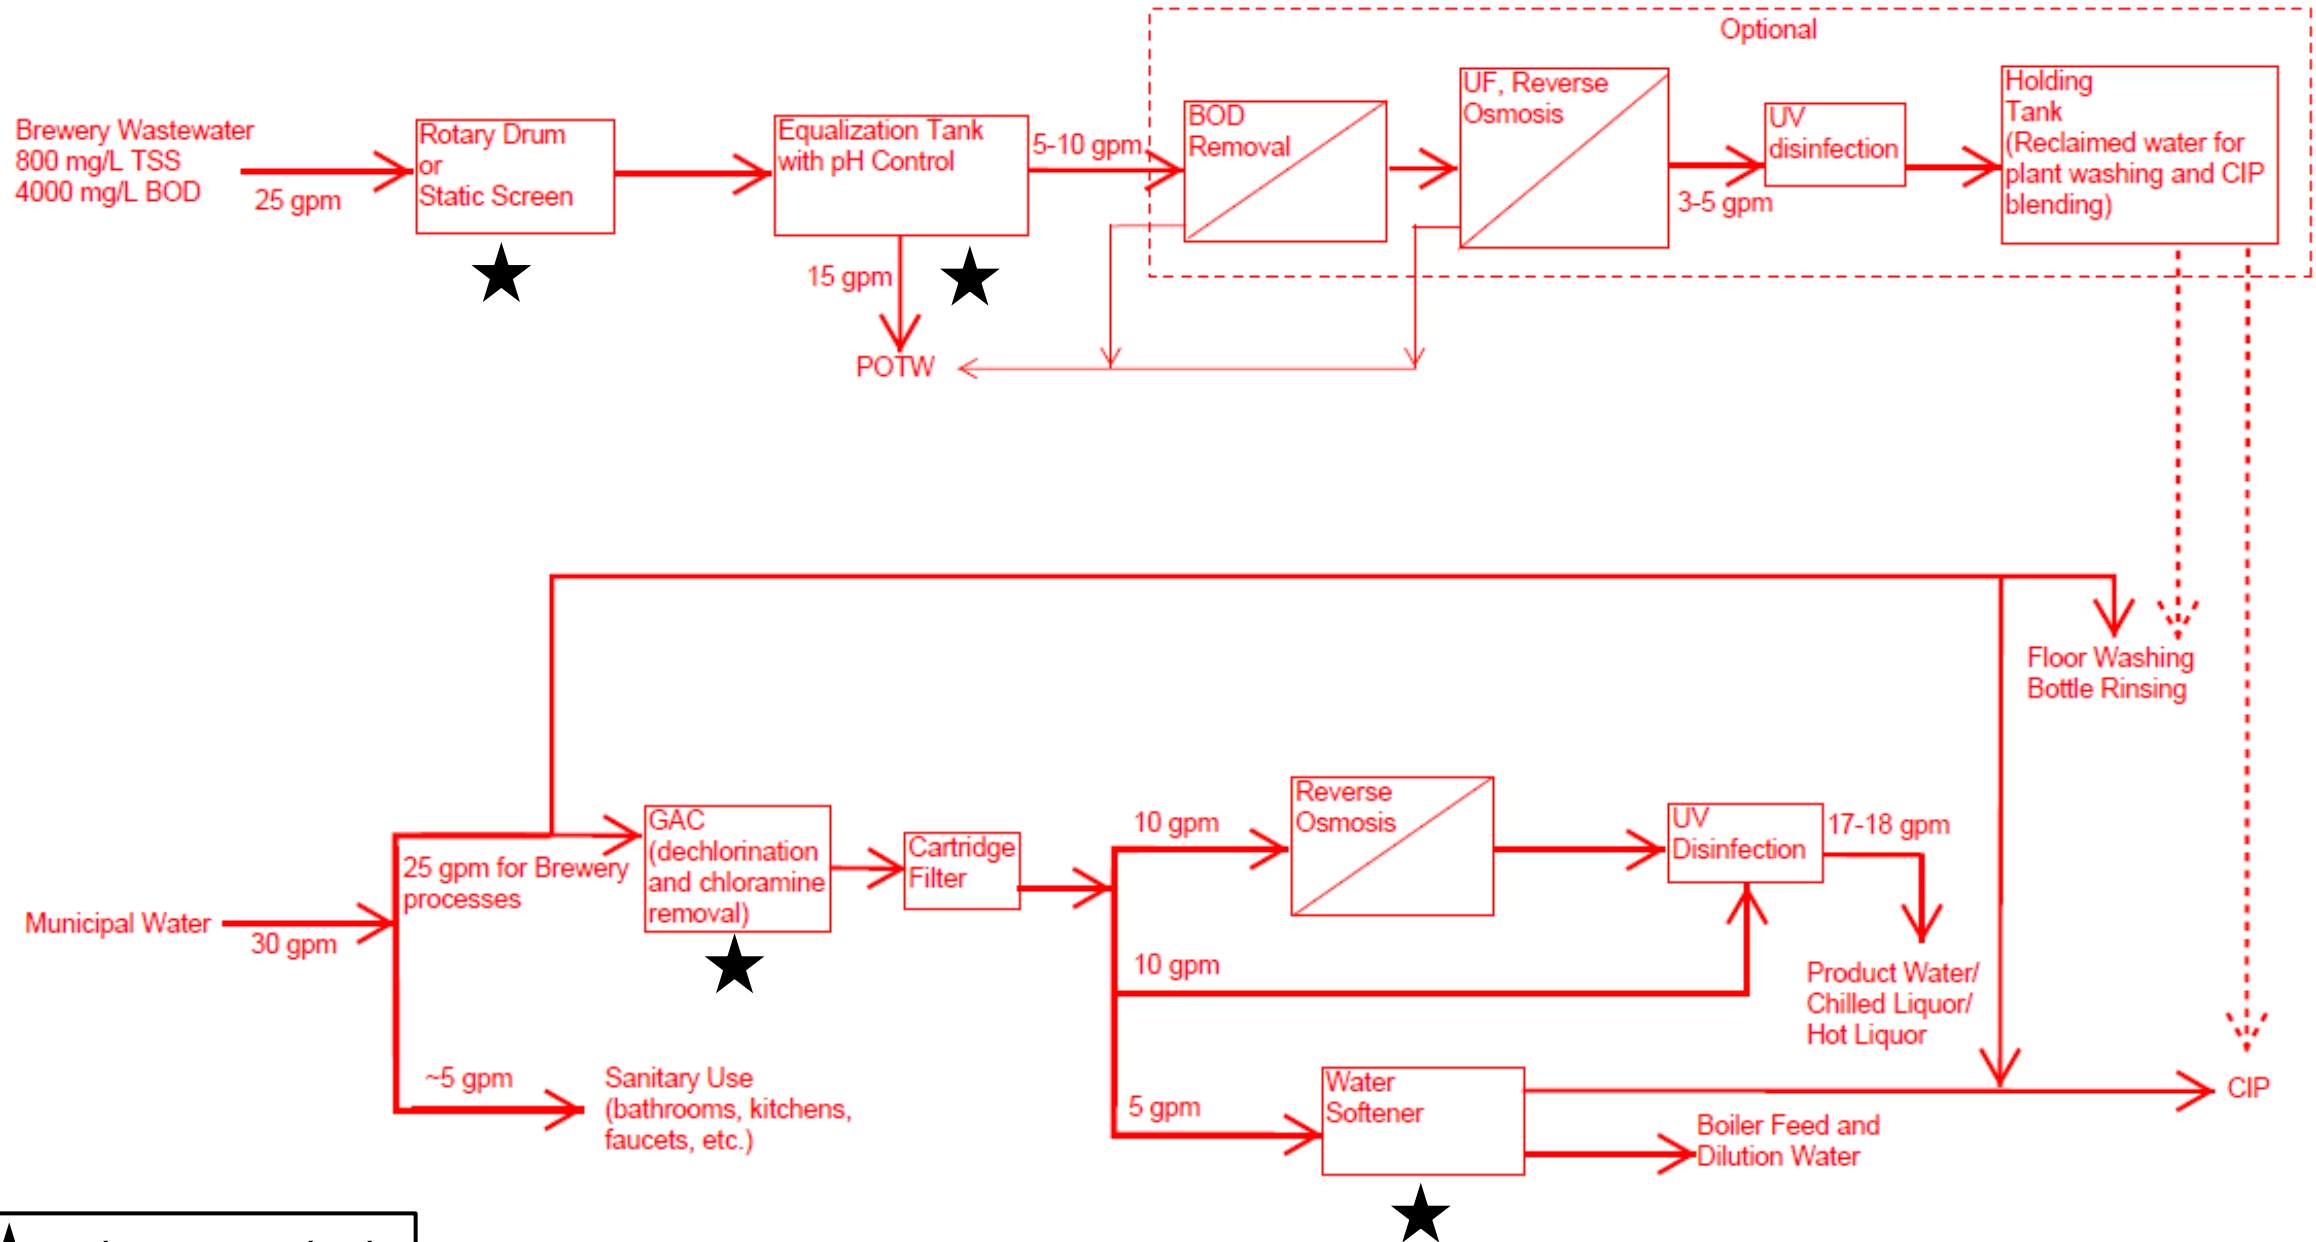 Optional
Brewery Wastewater
800 mg/L TSS
4000 mg/L BOD
25 gpm
Rotary Drum
or
Static Screen
Equalization Tank
with pH Control
15 gpm
POTW
5-10 gpm
BOD
Removal
UF, Reverse
Osmosis
3-5 gpm
UV
disinfection
Holding
Tank
(Reclaimed water for
plant washing and CIP
blending)
Floor Washing
Bottle Rinsing
Municipal Water
30 gpm
25 gpm for Brewery
processes
~5 gpm
Sanitary Use
(bathrooms, kitchens,
faucets, etc.)
GAC
(dechlorination
and chloramine
removal)
Cartridge
Filter
10 gpm
Reverse
Osmosis
10 gpm
UV
Disinfection
17-18 gpm
Product Water/
Chilled Liquor/
Hot Liquor
5 gpm
Water
Softener
CIP
Boiler Feed and
Dilution Water